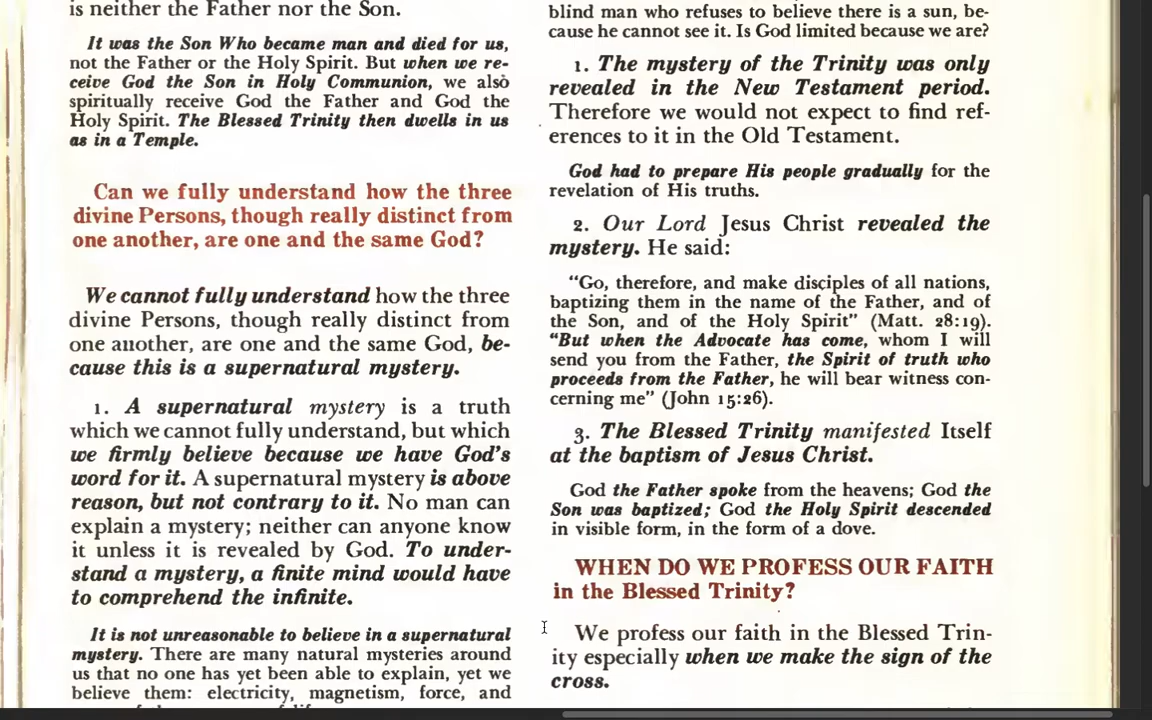 is neither the Father nor the Son.
It was the Son Who became man and died for us,
not the Father or the Holy Spirit. But when we re-
ceive God the Son in Holy Communion, we also
spiritually receive God the Father and God the
Holy Spirit. The Blessed Trinity then dwells in us
as in a Temple.
Can we fully understand how the three
divine Persons, though really distinct from
one another, are one and the same God?
We cannot fully understand how the three
divine Persons, though really distinct from
one another, are one and the same God, be-
cause this is a supernatural mystery.
1. A supernatural mystery is a truth
which we cannot fully understand, but which
we firmly believe because we have God's
word for it. A supernatural mystery is above
reason, but not contrary to it. No man can
explain a mystery; neither can anyone know
it unless it is revealed by God. To under-
stand a mystery, a finite mind would have
to comprehend the infinite.
It is not unreasonable to believe in a supernatural
mystery. There are many natural mysteries around
us that no one has yet been able to explain, yet we
believe them: electricity, magnetism, force, and
blind man who refuses to believe there is a sun, be-
cause he cannot see it. Is God limited because we are?
1. The mystery of the Trinity was only
revealed in the New Testament period.
Therefore we would not expect to find ref-
erences to it in the Old Testament.
God had to prepare His people gradually for the
revelation of His truths.
2. Our Lord Jesus Christ revealed the
mystery. He said:
"Go, therefore, and make disciples of all nations,
baptizing them in the name of the Father, and of
the Son, and of the Holy Spirit" (Matt. 28:19).
"But when the Advocate has come, whom I will
send you from the Father, the Spirit of truth who
proceeds from the Father, he will bear witness con-
cerning me" (John 15:26).
3. The Blessed Trinity manifested Itself
at the baptism of Jesus Christ.
God the Father spoke from the heavens; God the
Son was baptized; God the Holy Spirit descended
in visible form, in the form of a dove.
WHEN DO WE PROFESS OUR FAITH
in the Blessed Trinity?
We profess our faith in the Blessed Trin-
ity especially when we make the sign of the
cross.